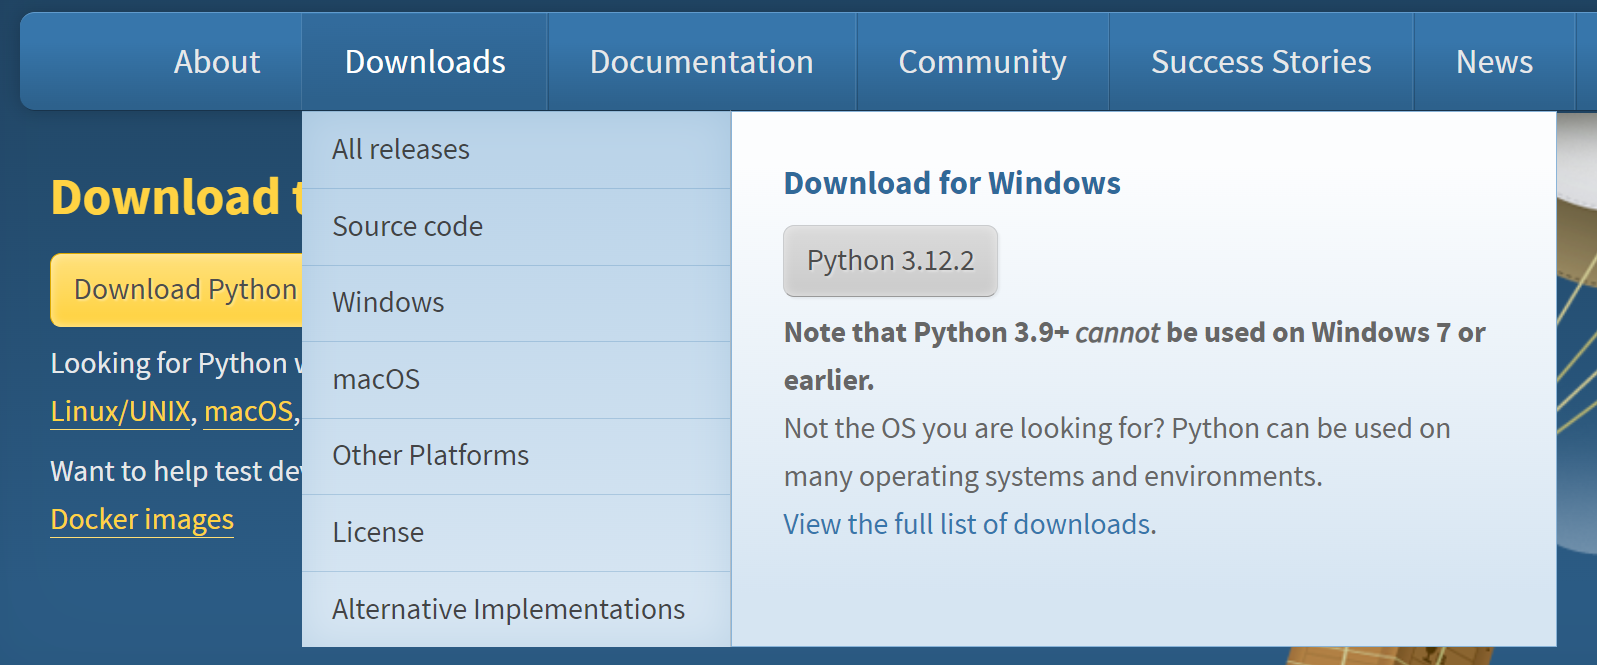 About
Downloads
Documentation
Community
Success Stories
News
Download
Download Python
Looking for Python
Linux/UNIX, macOS,
Want to help test
Docker images
All releases
Source code
Windows
macOS
Other Platforms
License
Alternative Implementations
Download for Windows
Python 3.12.2
Note that Python 3.9+ cannot be used on Windows 7 or
earlier.
Not the OS you are looking for? Python can be used on
many operating systems and environments.
View the full list of downloads.